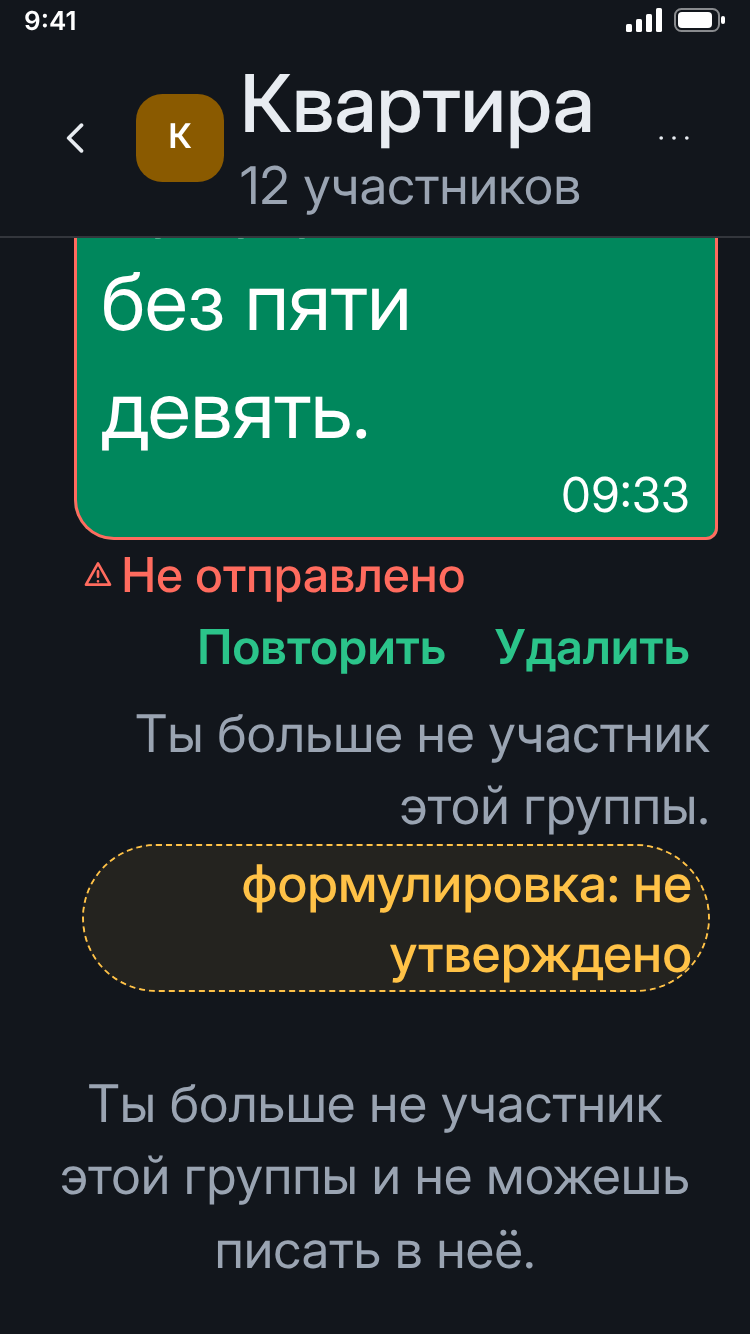 9:41
К
Квартира
12 участников
...
без пяти
девять.
09:33
Не отправлено
Повторить Удалить
Ты больше не участник
этой группы.
формулировка: не
утверждено
Ты больше не участник
этой группы и не можешь
писать в неё.